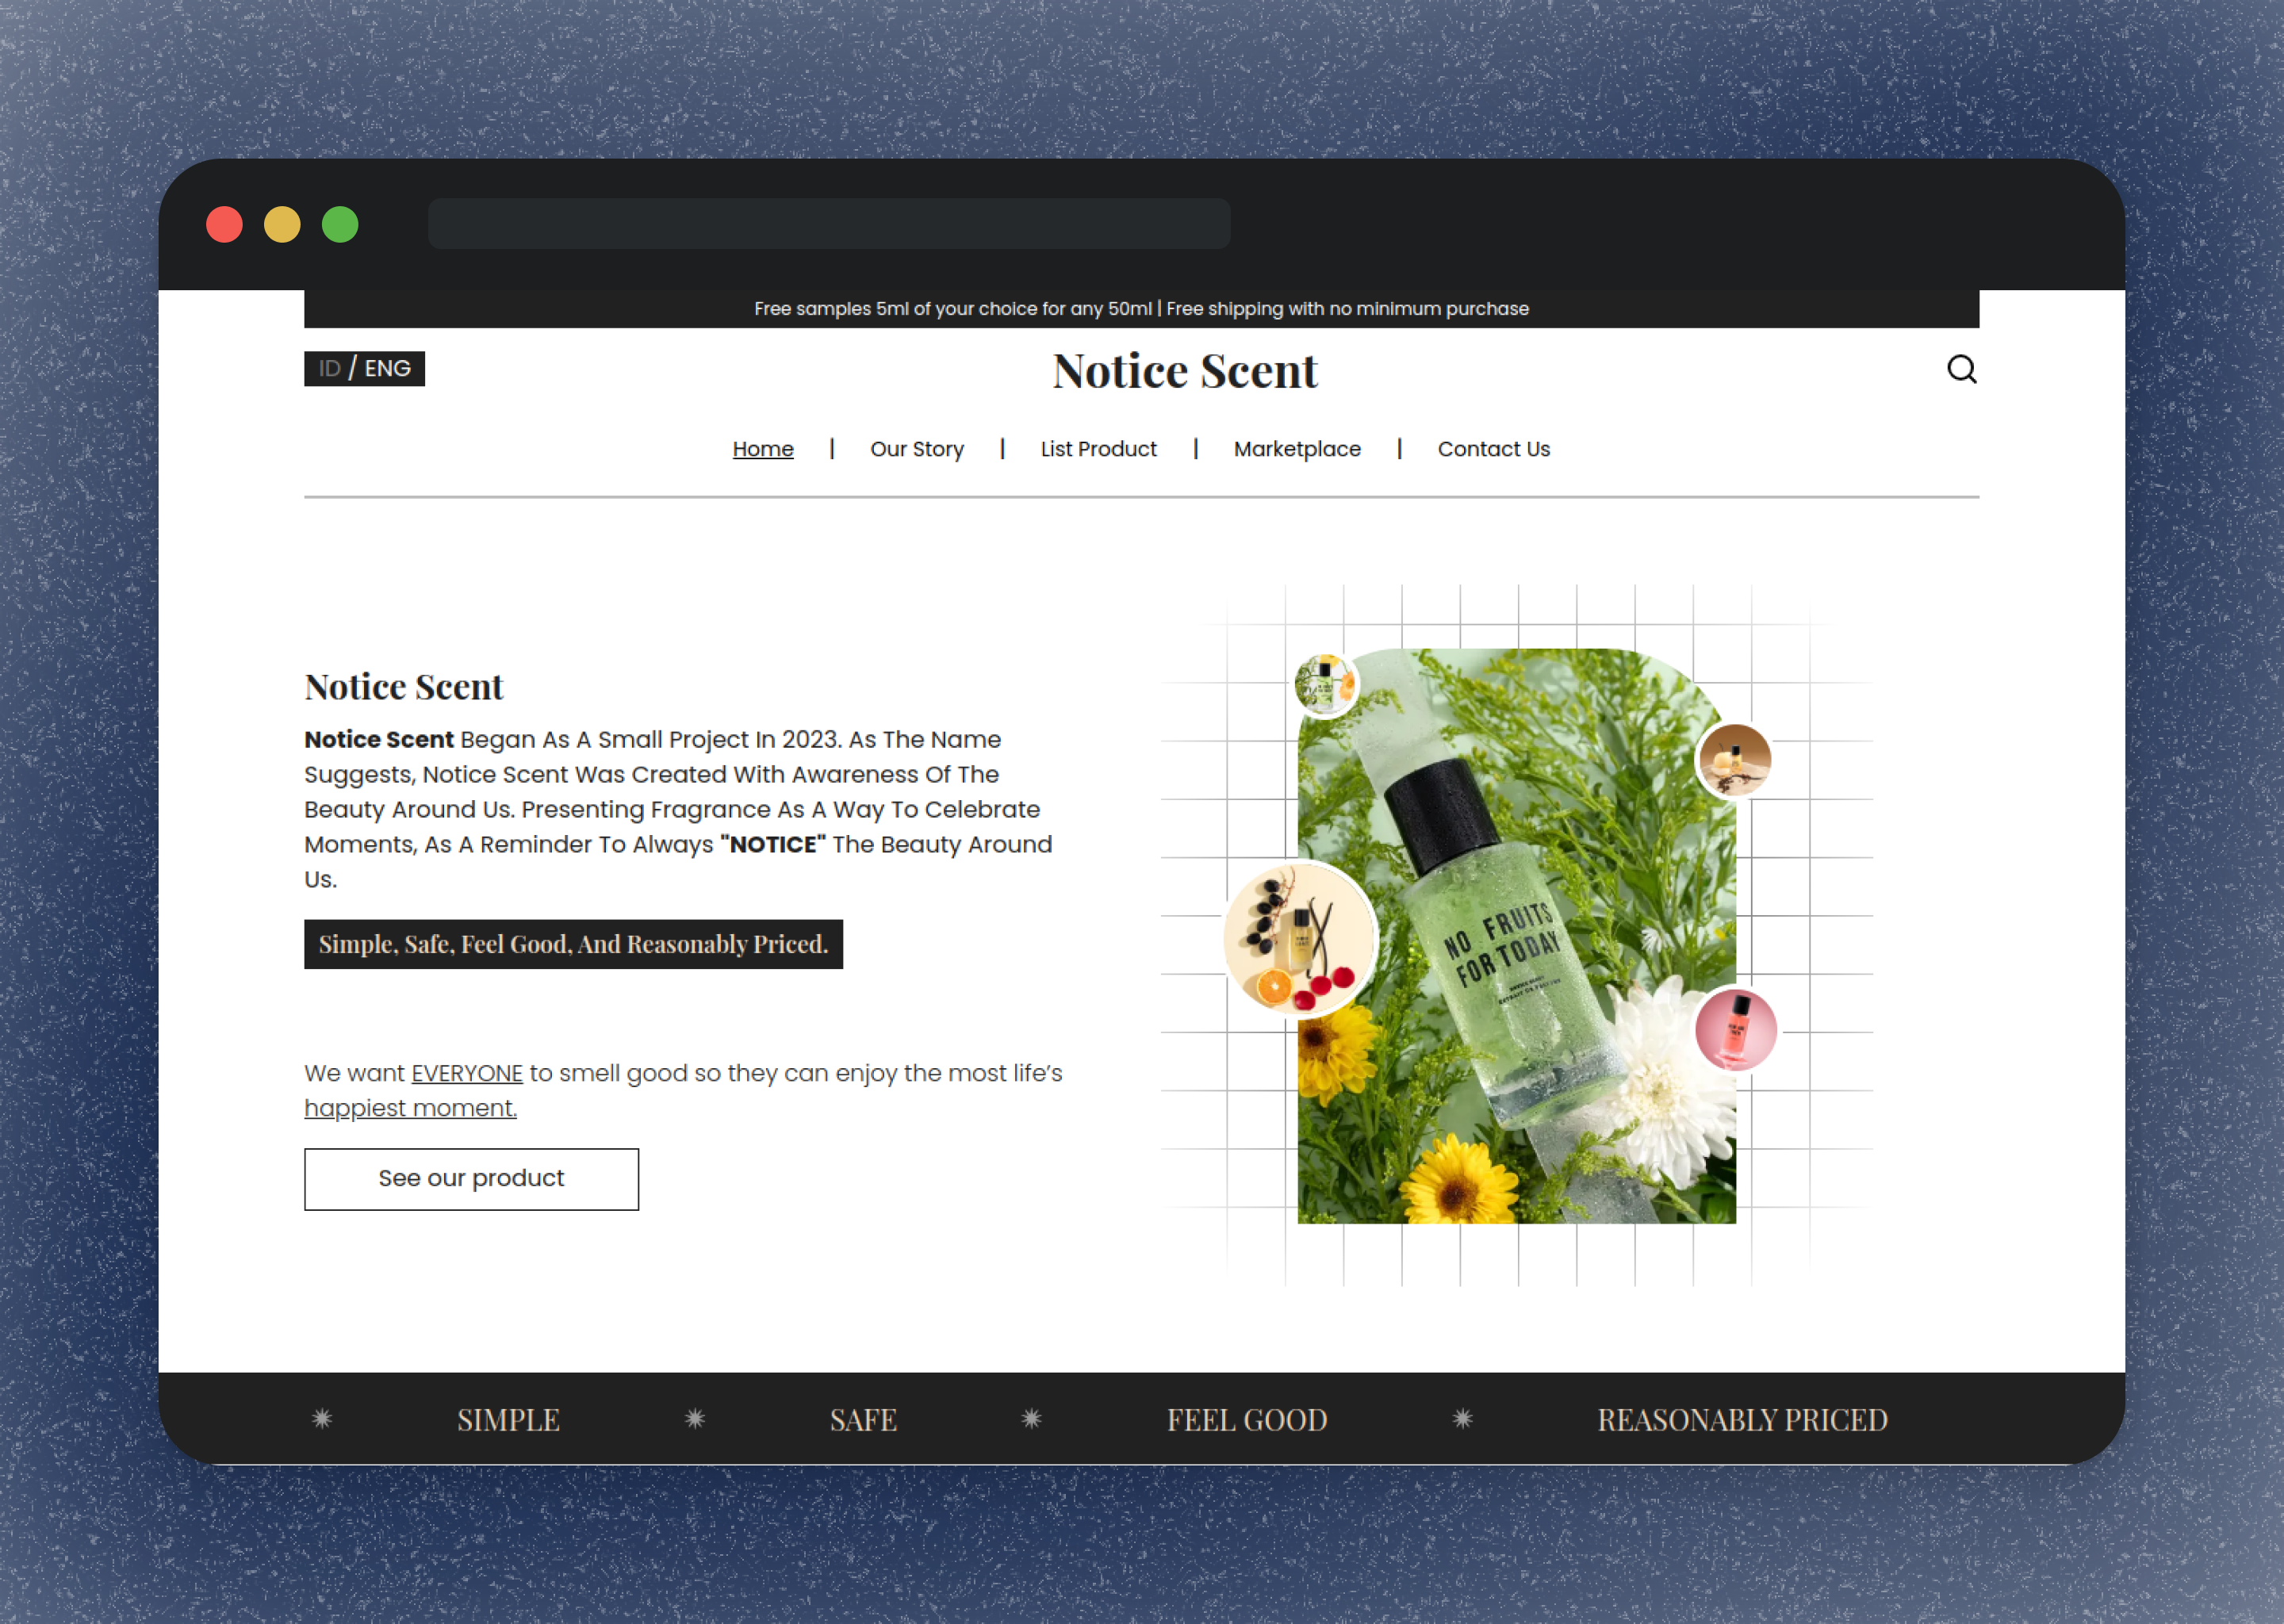 Free samples 5ml of your choice for any 50ml | Free shipping with no minimum purchase
ID / ENG
Notice Scent
Home | Our Story | List Product | Marketplace | Contact Us
Notice Scent
Notice Scent Began As A Small Project In 2023. As The Name
Suggests, Notice Scent Was Created With Awareness Of The
Beauty Around Us. Presenting Fragrance As A Way To Celebrate
Moments, As A Reminder To Always "NOTICE" The Beauty Around
Us.
Simple, Safe, Feel Good, And Reasonably Priced.
We want EVERYONE to smell good so they can enjoy the most life’s
happiest moment.
See our product
NO FRUITS
FOR TODAY
EXTRAIT DE PARFUM
SIMPLE SAFE FEEL GOOD REASONABLY PRICED